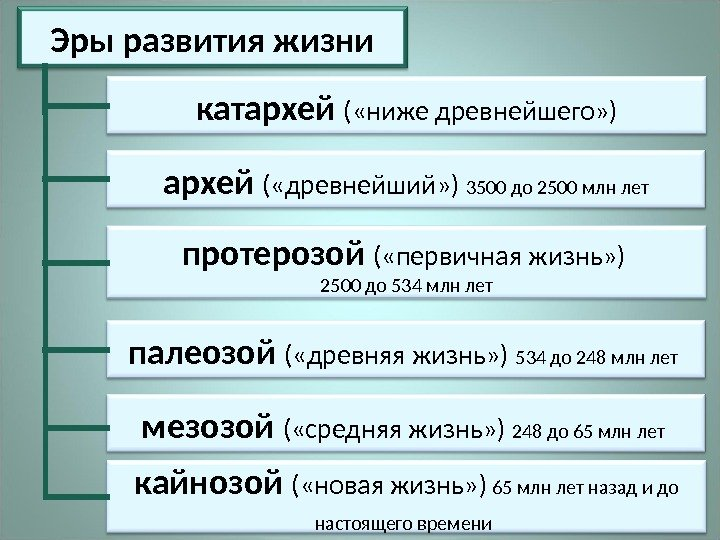 Эры развития жизни
катархей («ниже древнейшего»)
архей («древнейший») 3500 до 2500 млн лет
протерозой («первичная жизнь»)
2500 до 534 млн лет
палеозой («древняя жизнь») 534 до 248 млн лет
мезозой («средняя жизнь») 248 до 65 млн лет
кайнозой («новая жизнь») 65 млн лет назад и до
настоящего времени